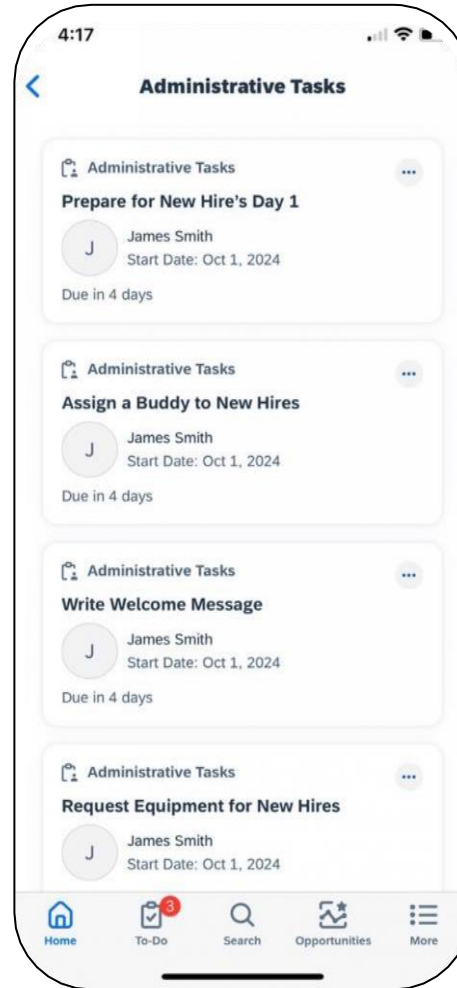 4:17
Administrative Tasks
Administrative Tasks
Prepare for New Hire's Day 1
J
James Smith
Start Date: Oct 1, 2024
Due in 4 days
Administrative Tasks
Assign a Buddy to New Hires
J
James Smith
Start Date: Oct 1, 2024
Due in 4 days
Administrative Tasks
Write Welcome Message
J
James Smith
Start Date: Oct 1, 2024
Due in 4 days
Administrative Tasks
Request Equipment for New Hires
J
James Smith
Start Date: Oct 1, 2024
3
Home To-Do Search Opportunities More